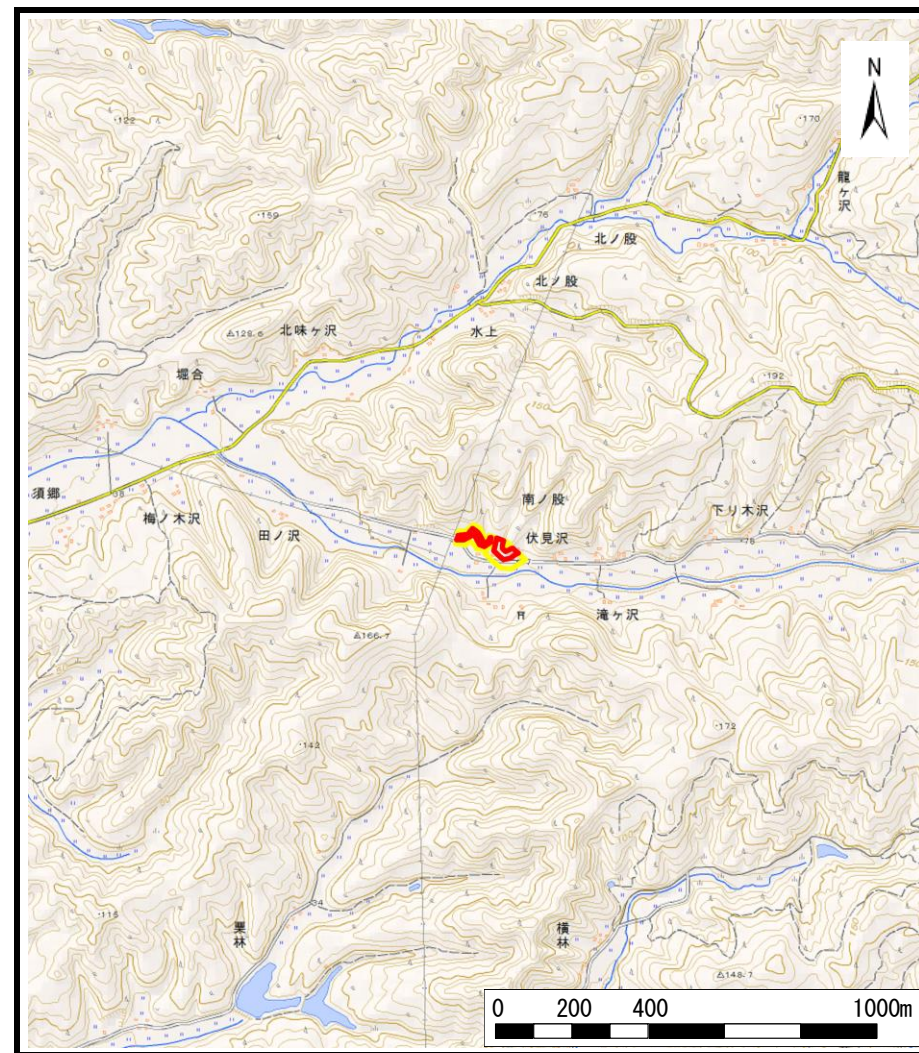 N
・122
・170
龍ヶ沢
・159
・76
北ノ股
北ノ股
△128.6
北味ヶ沢
水上
堀合
・192
150
須郷
梅ノ木沢
田ノ沢
南ノ股
伏見沢
下り木沢
・78
滝ヶ沢
△166.7
・172
・142
・116
栗林
横林
△148.7
0 200 400 1000m